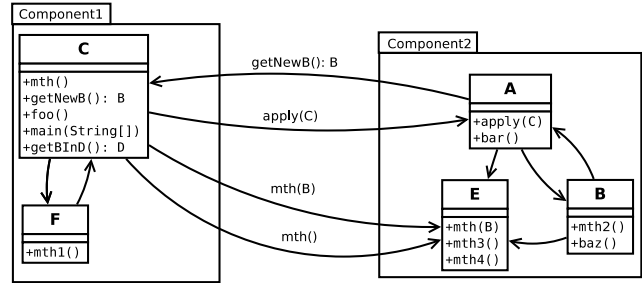 Component1
C
+mth()
+getNewB(): B
+foo()
+main(String[])
+getBInD(): D
F
+mth1()
getNewB(): B
apply(C)
mth(B)
mth()
Component2
A
+apply(C)
+bar()
E
+mth(B)
+mth3()
+mth4()
B
+mth2()
+baz()